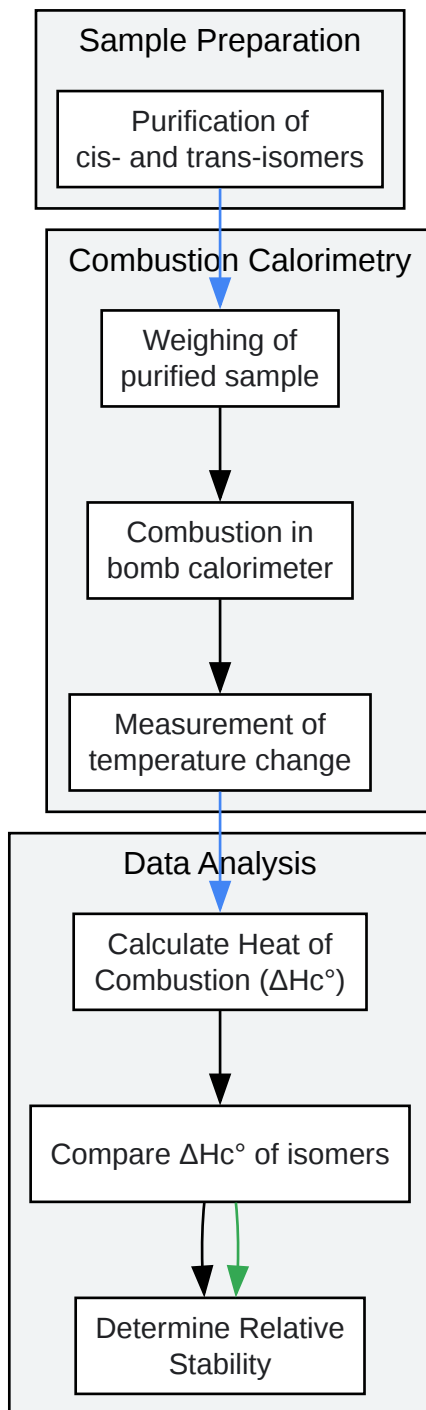 Sample Preparation
Purification of
cis- and trans-isomers
Combustion Calorimetry
Weighing of
purified sample
Combustion in
bomb calorimeter
Measurement of
temperature change
Data Analysis
Calculate Heat of
Combustion (ΔHc°)
Compare ΔHc° of isomers
Determine Relative
Stability